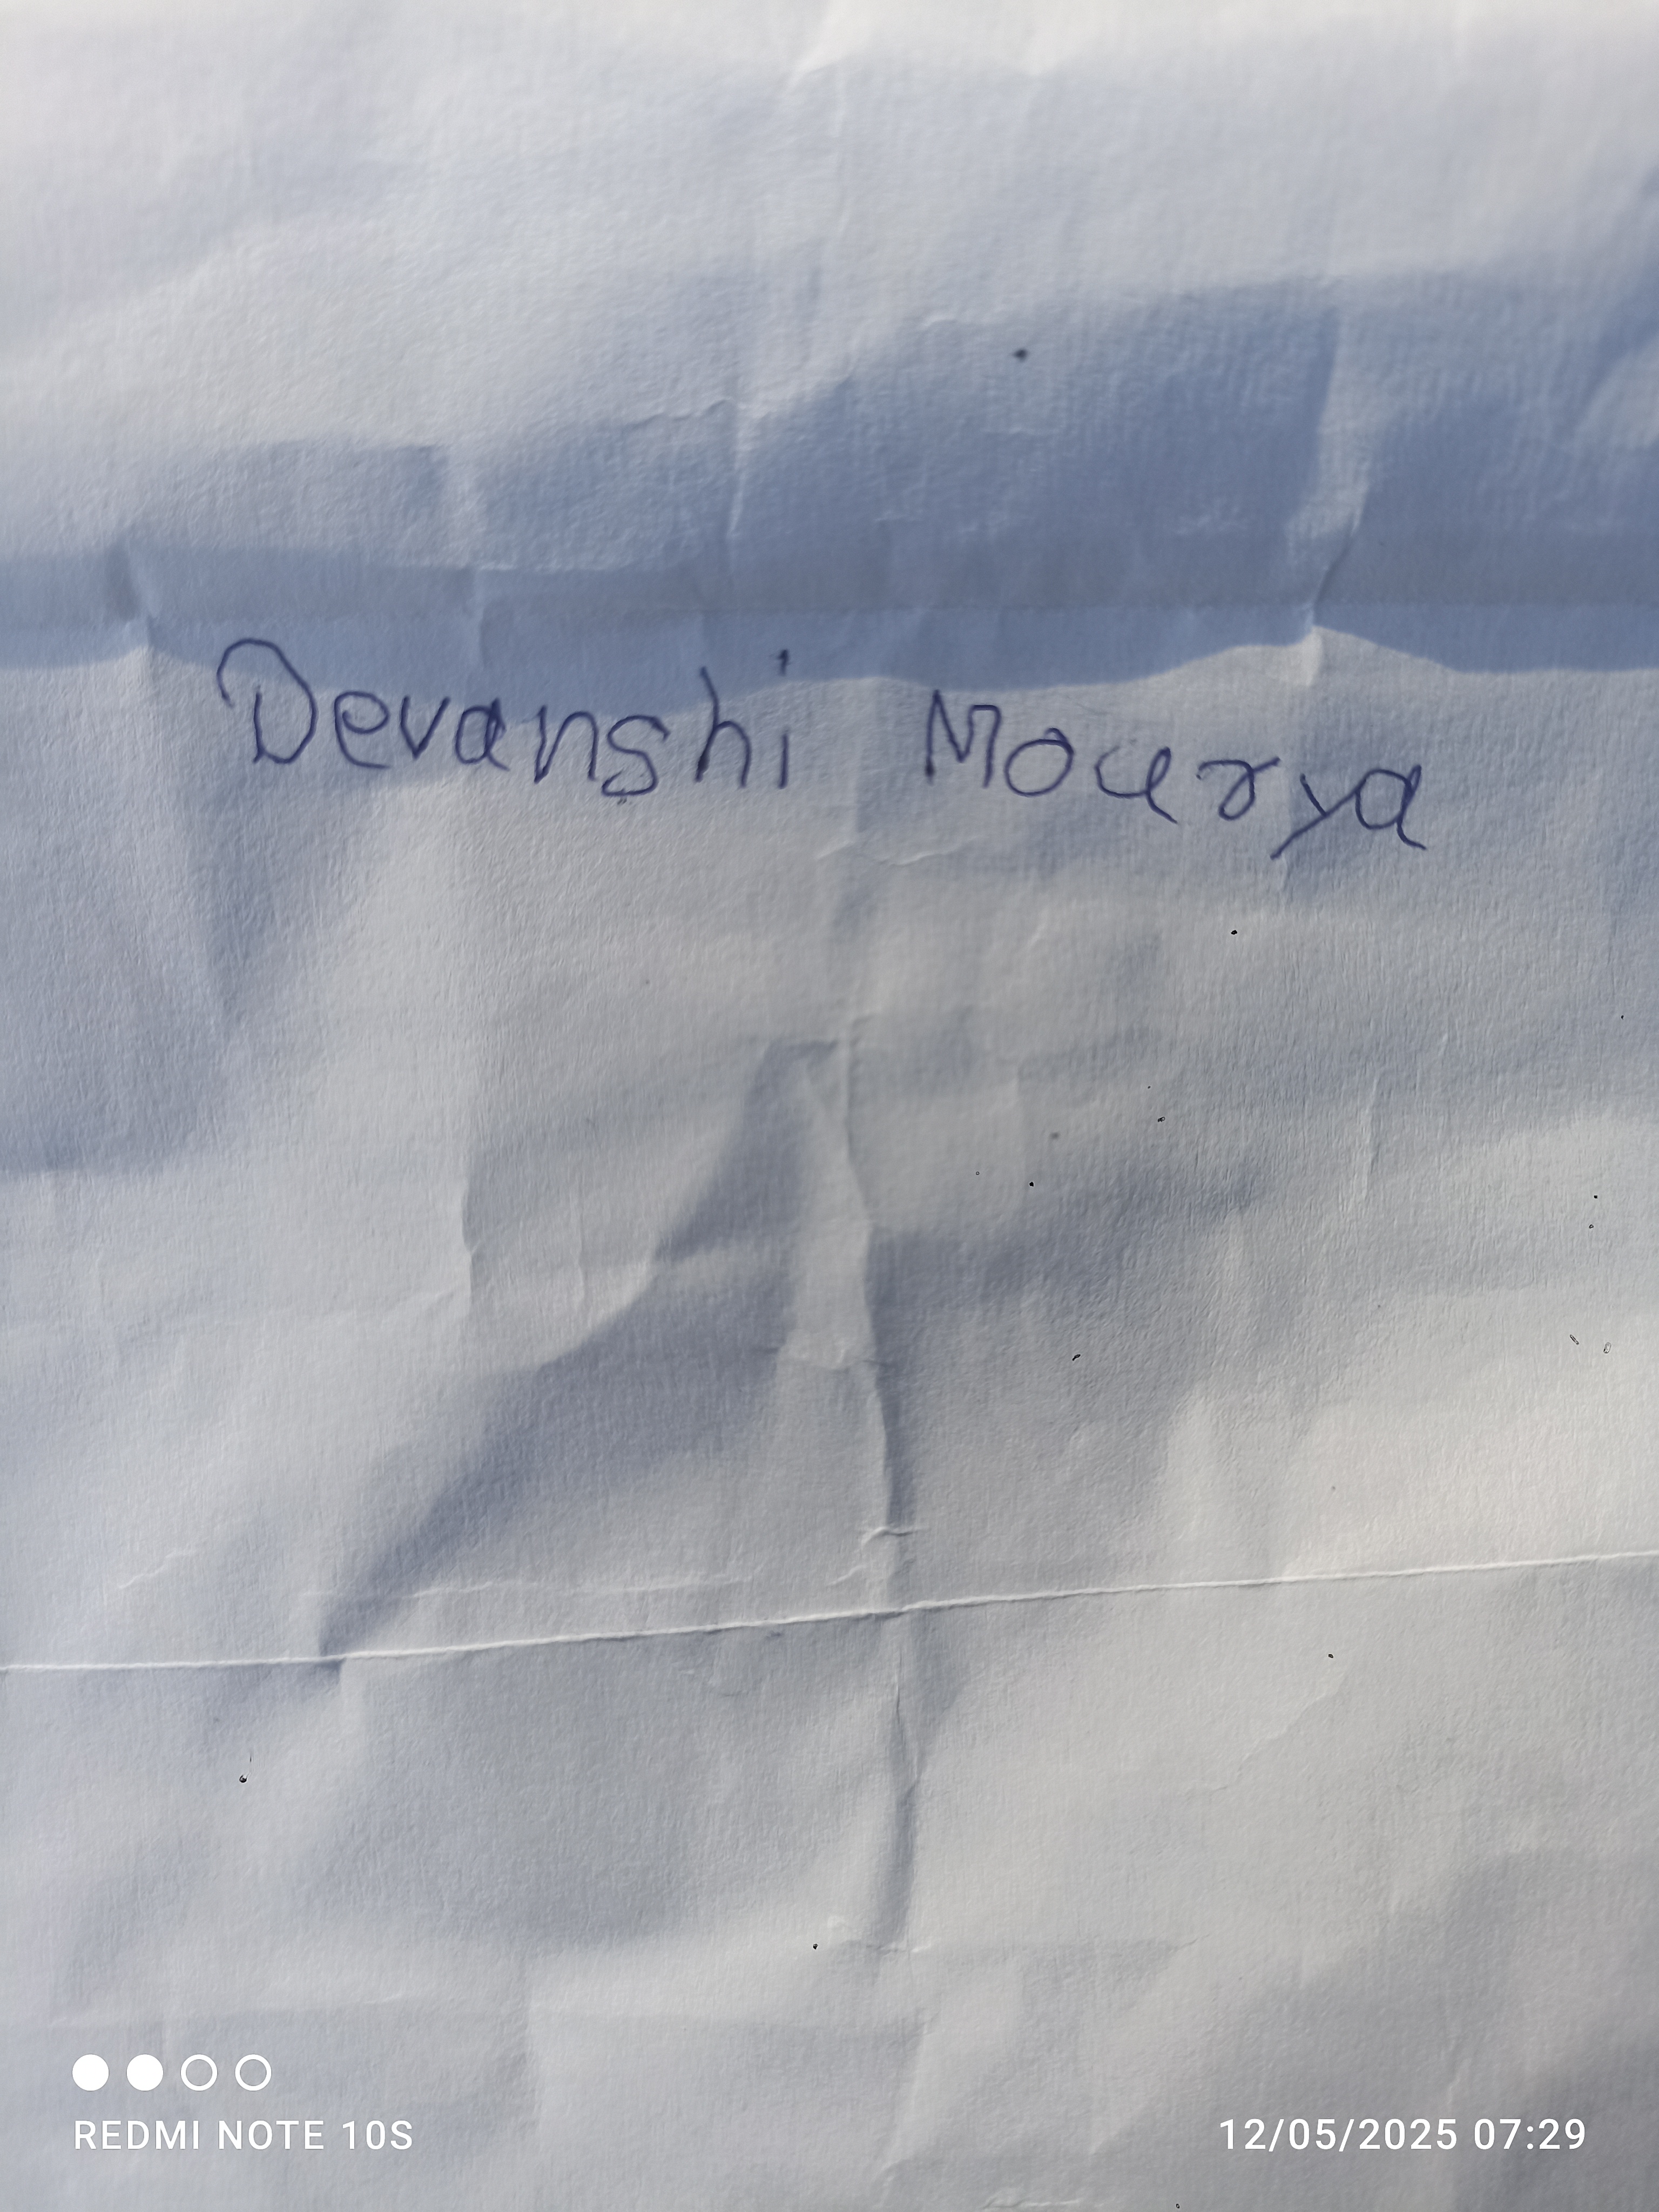 Devanshi Mourya
REDMI NOTE 10S
12/05/2025 07:29